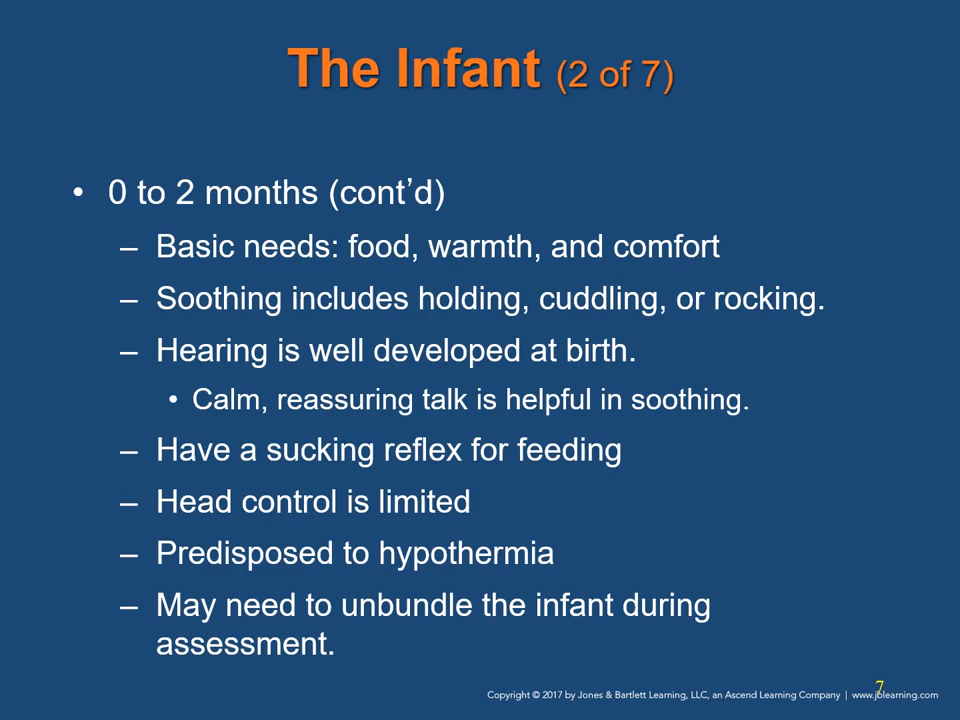 The Infant (2 of 7)
• 0 to 2 months (cont’d)
– Basic needs: food, warmth, and comfort
– Soothing includes holding, cuddling, or rocking.
– Hearing is well developed at birth.
• Calm, reassuring talk is helpful in soothing.
– Have a sucking reflex for feeding
– Head control is limited
– Predisposed to hypothermia
– May need to unbundle the infant during
assessment.
7
Copyright © 2017 by Jones & Bartlett Learning, LLC, an Ascend Learning Company | www.jblearning.com